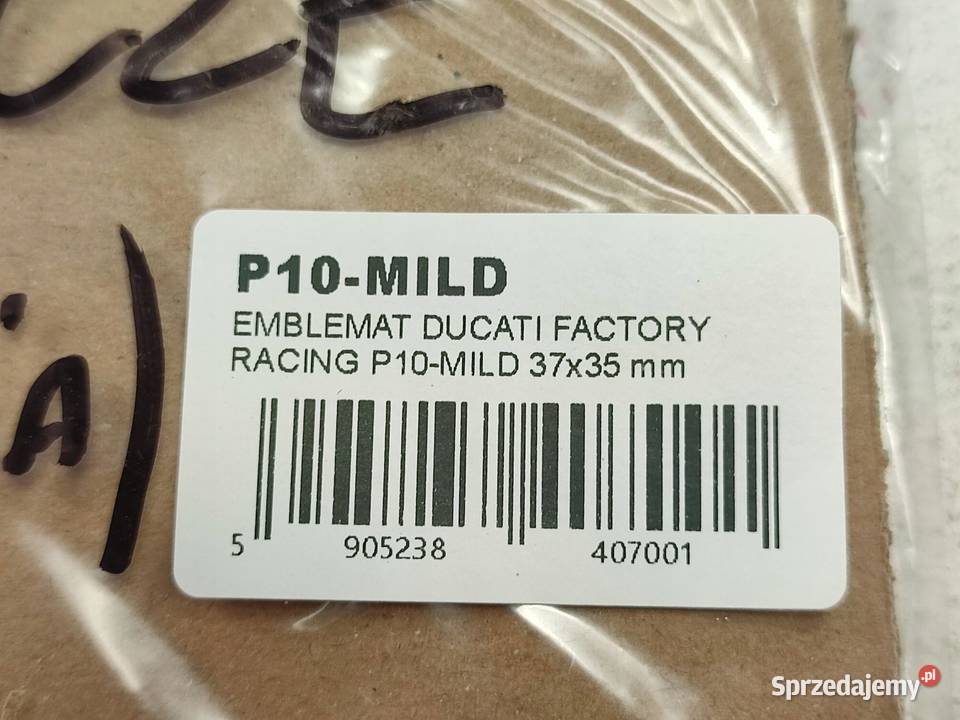 P10-MILD
EMBLEMAT DUCATI FACTORY
RACING P10-MILD 37x35 mm
5 905238 407001
A)
Sprzedajemy.pl